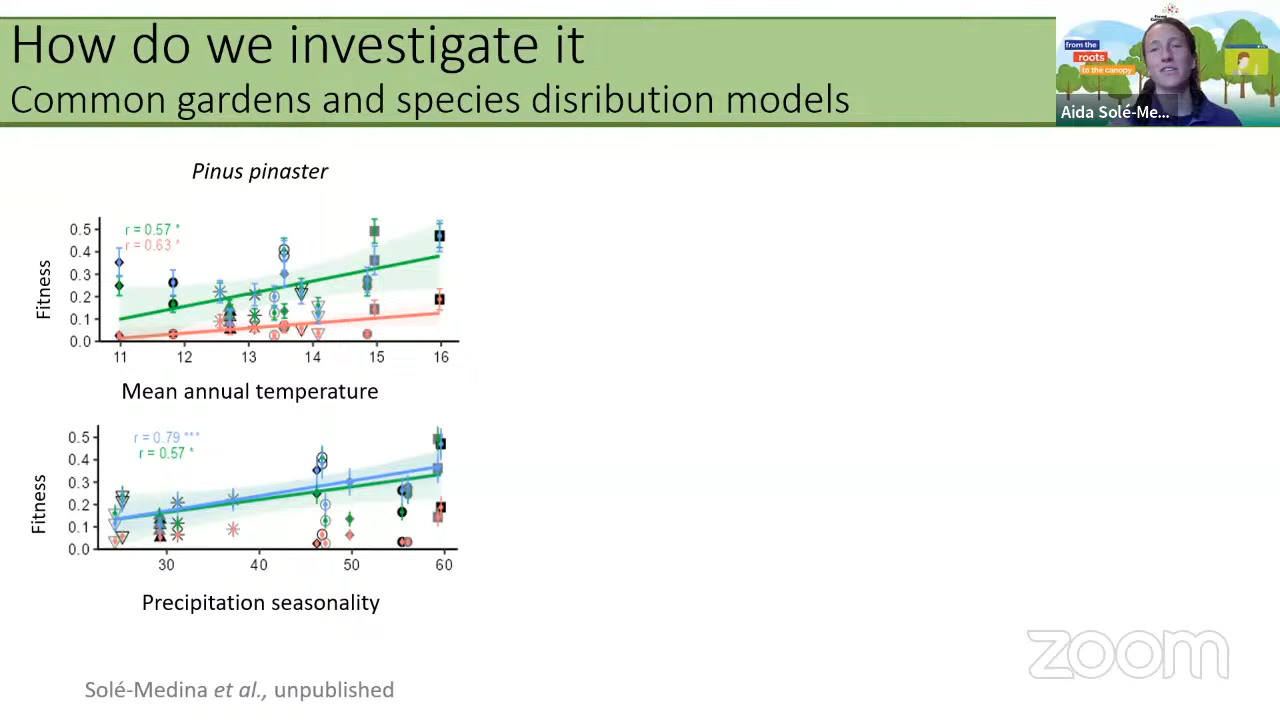 How do we investigate it
Common gardens and species disribution models
from the
roots
to the canopy
Aida Solé-Me...
Pinus pinaster
Fitness
0.5
0.4
0.3
0.2
0.1
0.0
r = 0.57 *
r = 0.63 *
11 12 13 14 15 16
Mean annual temperature
Fitness
0.5
0.4
0.3
0.2
0.1
0.0
r = 0.79 ***
r = 0.57 *
30 40 50 60
Precipitation seasonality
Solé-Medina et al., unpublished
zoom